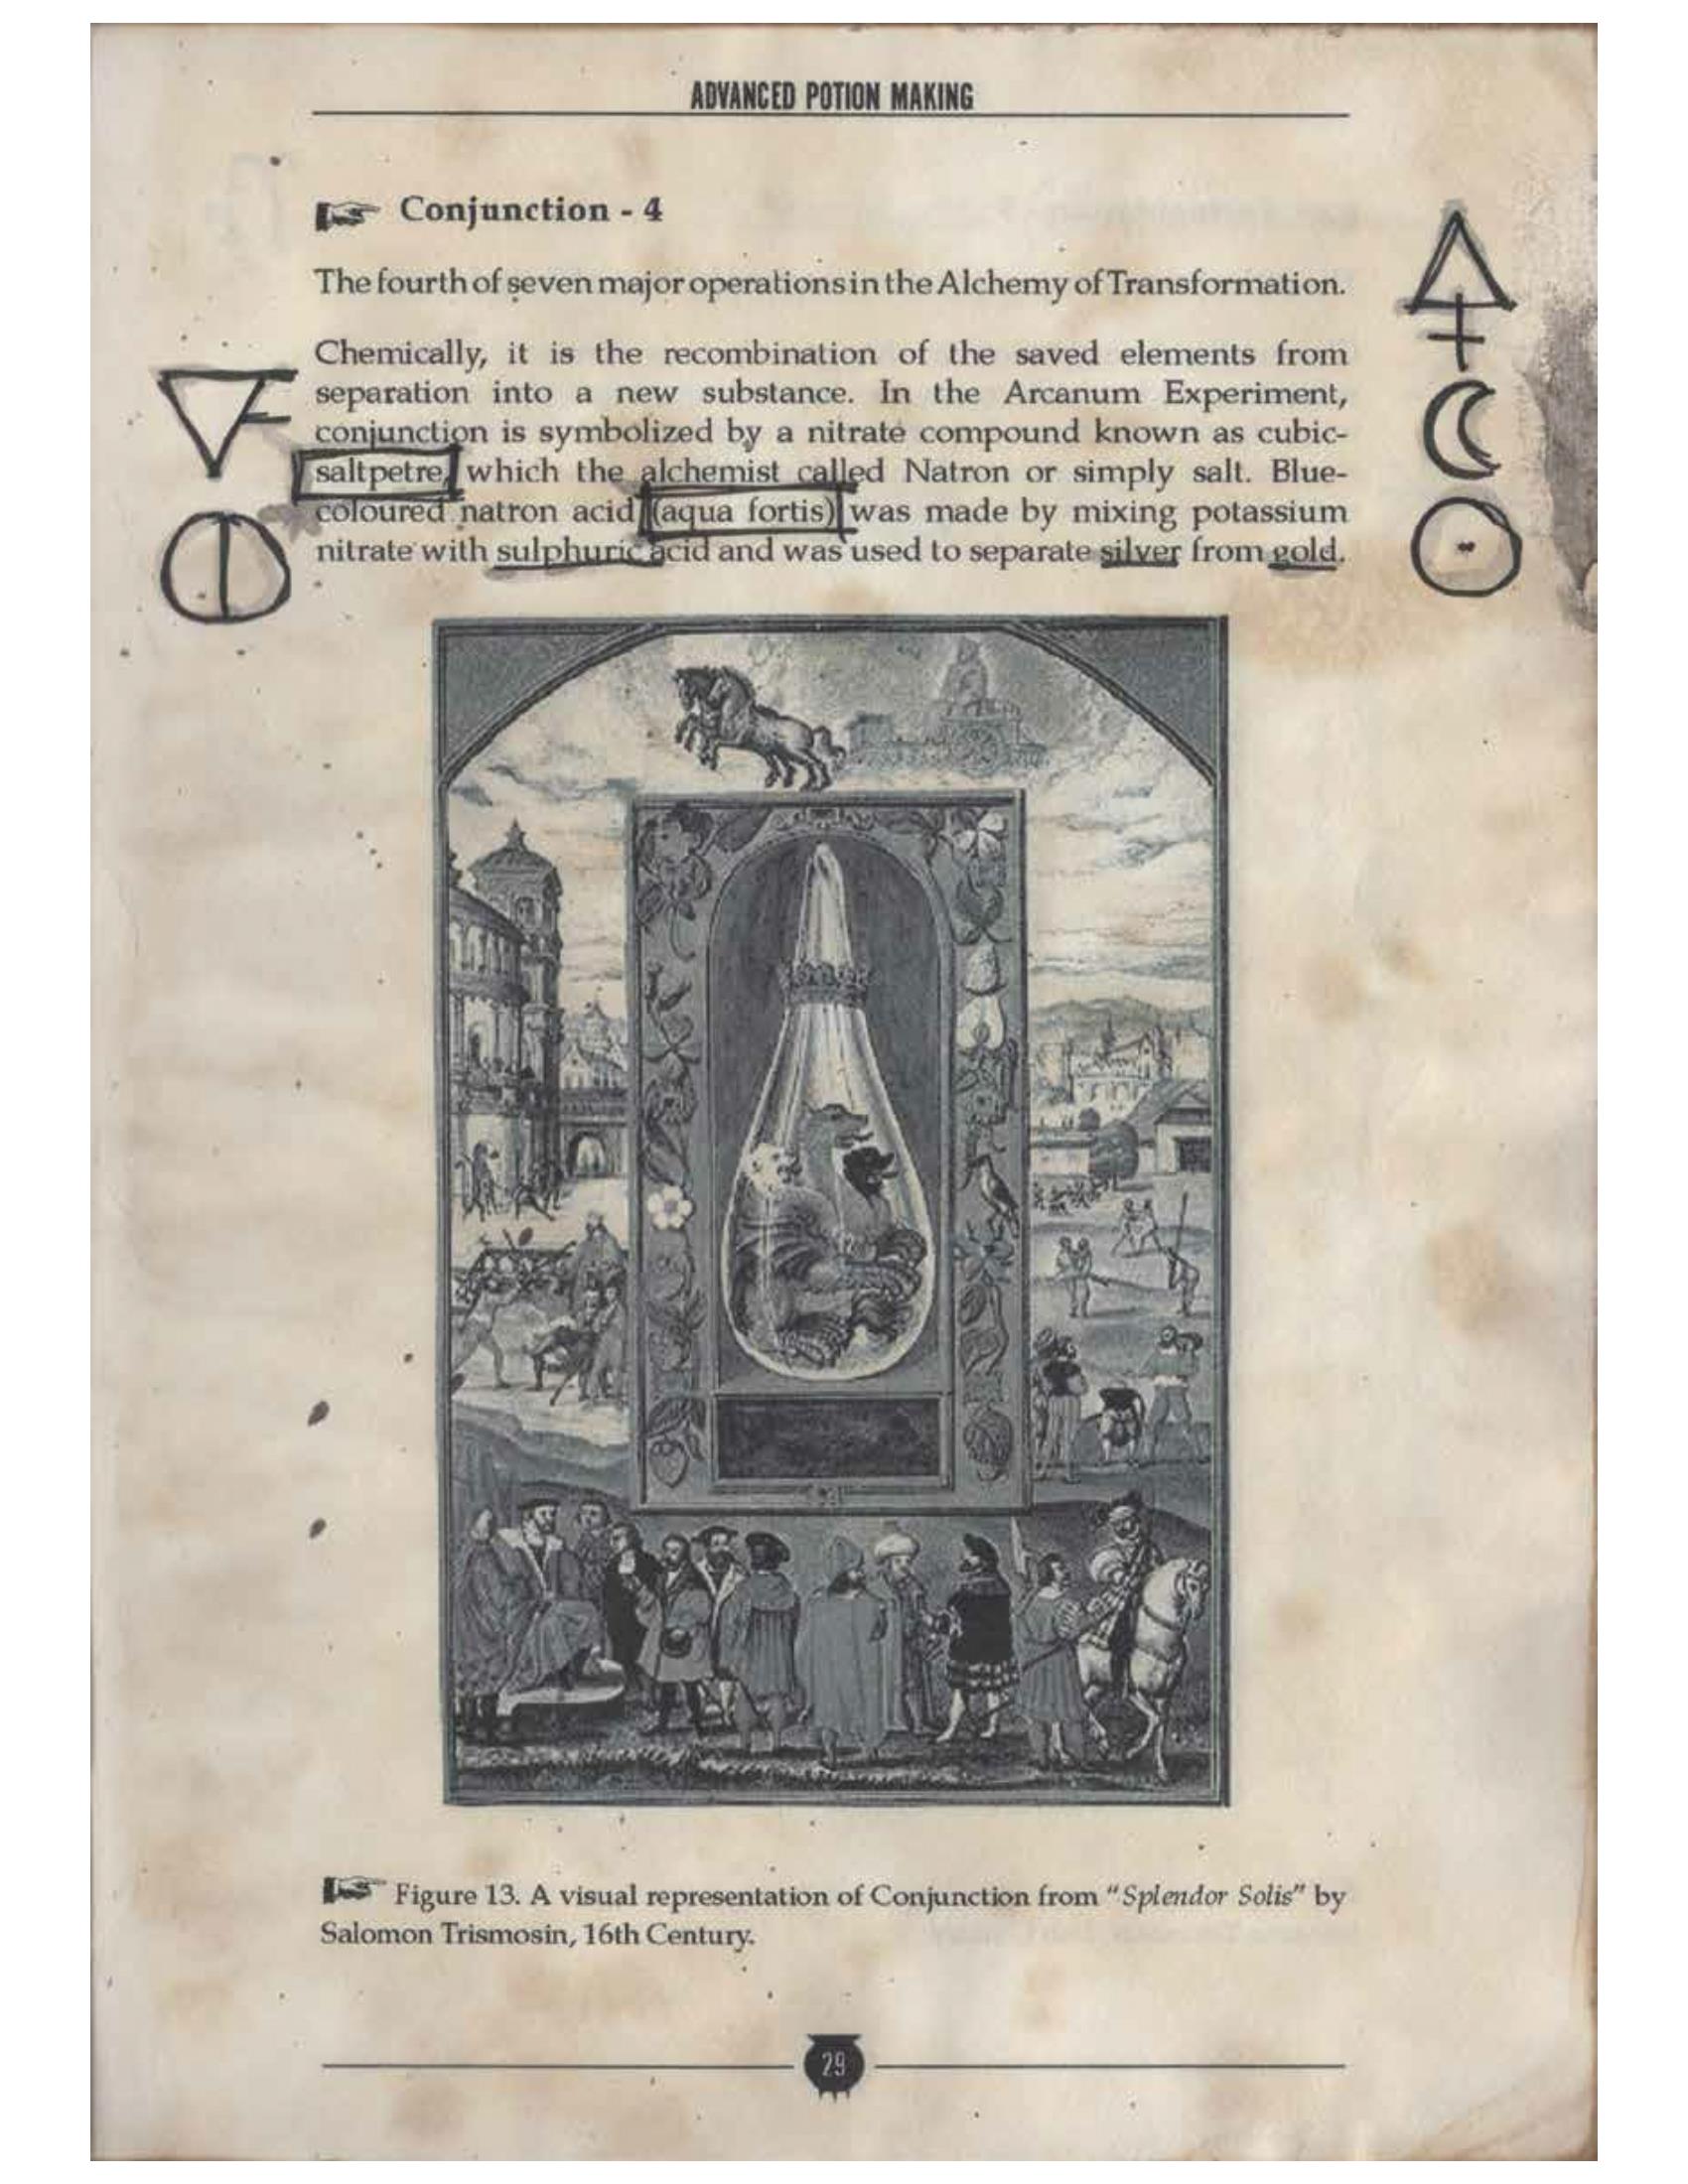 ADVANCED POTION MAKING
Conjunction - 4
The fourth of seven major operations in the Alchemy of Transformation.
Chemically, it is the recombination of the saved elements from
separation into a new substance. In the Arcanum Experiment,
conjunction is symbolized by a nitrate compound known as cubic-
saltpetre, which the alchemist called Natron or simply salt. Blue-
coloured natron acid (aqua fortis) was made by mixing potassium
nitrate with sulphuric acid and was used to separate silver from gold.
Figure 13. A visual representation of Conjunction from "Splendor Solis" by
Salomon Trismosin, 16th Century.
29